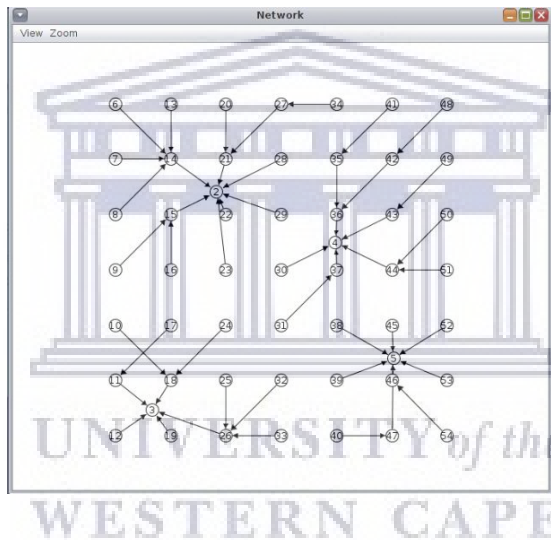 Network
View Zoom
6 13 20 27 34 41 48
7 14 21 28 35 42 49
2
8 15 22 29 36 43 50
4
9 16 23 30 37 44 51
10 17 24 31 38 45 52
5
11 18 25 32 39 46 53
3
12 19 26 33 40 47 54
UNIVERSITY of the
WESTERN CAPE